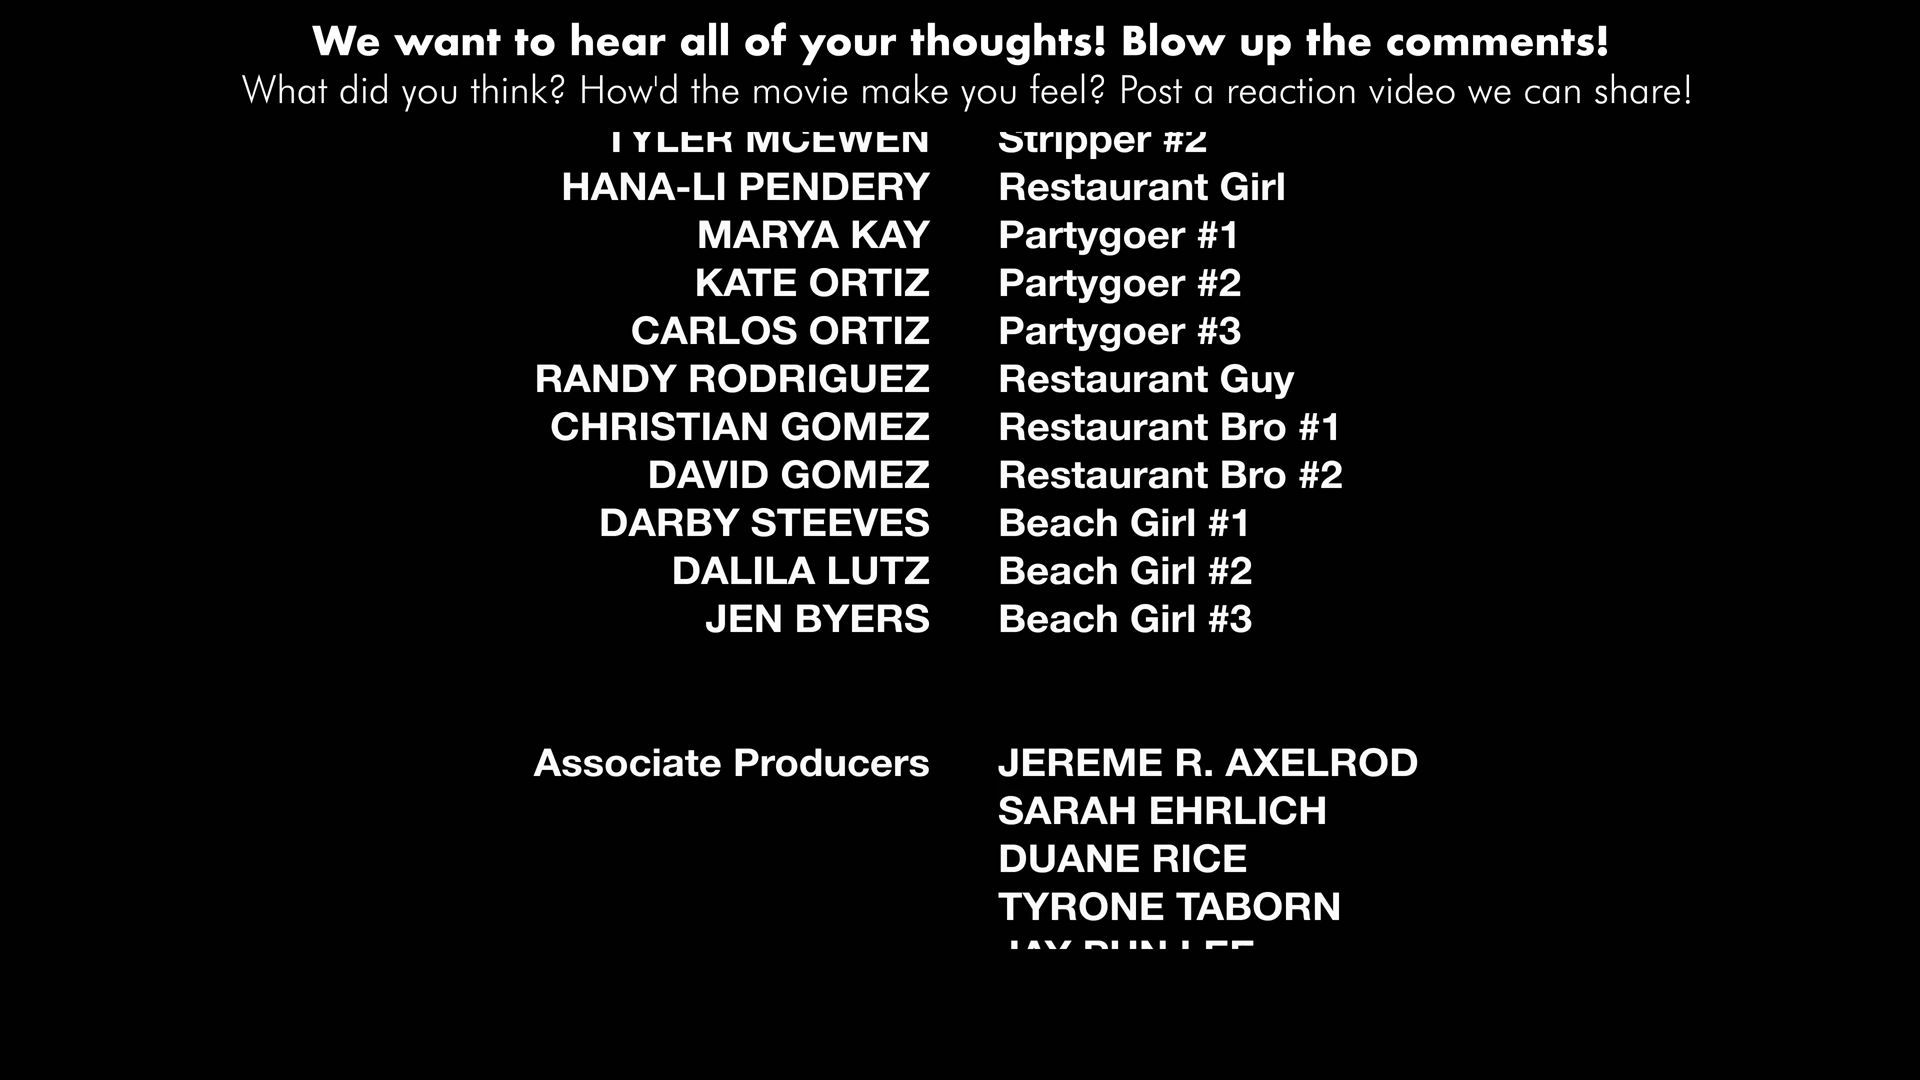 We want to hear all of your thoughts! Blow up the comments!
What did you think? How'd the movie make you feel? Post a reaction video we can share!
TYLER MCEWEN Stripper #2
HANA-LI PENDERY Restaurant Girl
MARYA KAY Partygoer #1
KATE ORTIZ Partygoer #2
CARLOS ORTIZ Partygoer #3
RANDY RODRIGUEZ Restaurant Guy
CHRISTIAN GOMEZ Restaurant Bro #1
DAVID GOMEZ Restaurant Bro #2
DARBY STEEVES Beach Girl #1
DALILA LUTZ Beach Girl #2
JEN BYERS Beach Girl #3
Associate Producers JEREME R. AXELROD
SARAH EHRLICH
DUANE RICE
TYRONE TABORN
JAY